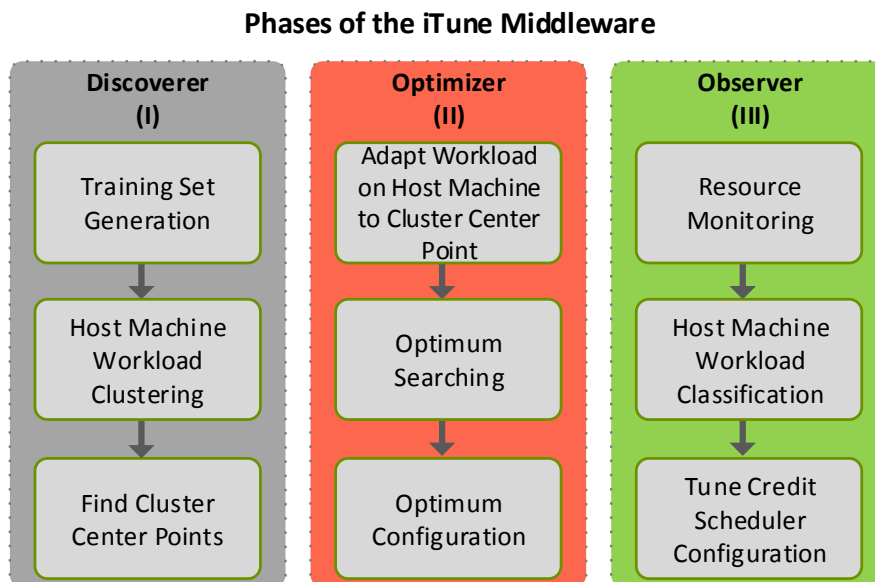 Phases of the iTune Middleware
Discoverer
(I)
Training Set
Generation
Host Machine
Workload
Clustering
Find Cluster
Center Points
Optimizer
(II)
Adapt Workload
on Host Machine
to Cluster Center
Point
Optimum
Searching
Optimum
Configuration
Observer
(III)
Resource
Monitoring
Host Machine
Workload
Classification
Tune Credit
Scheduler
Configuration